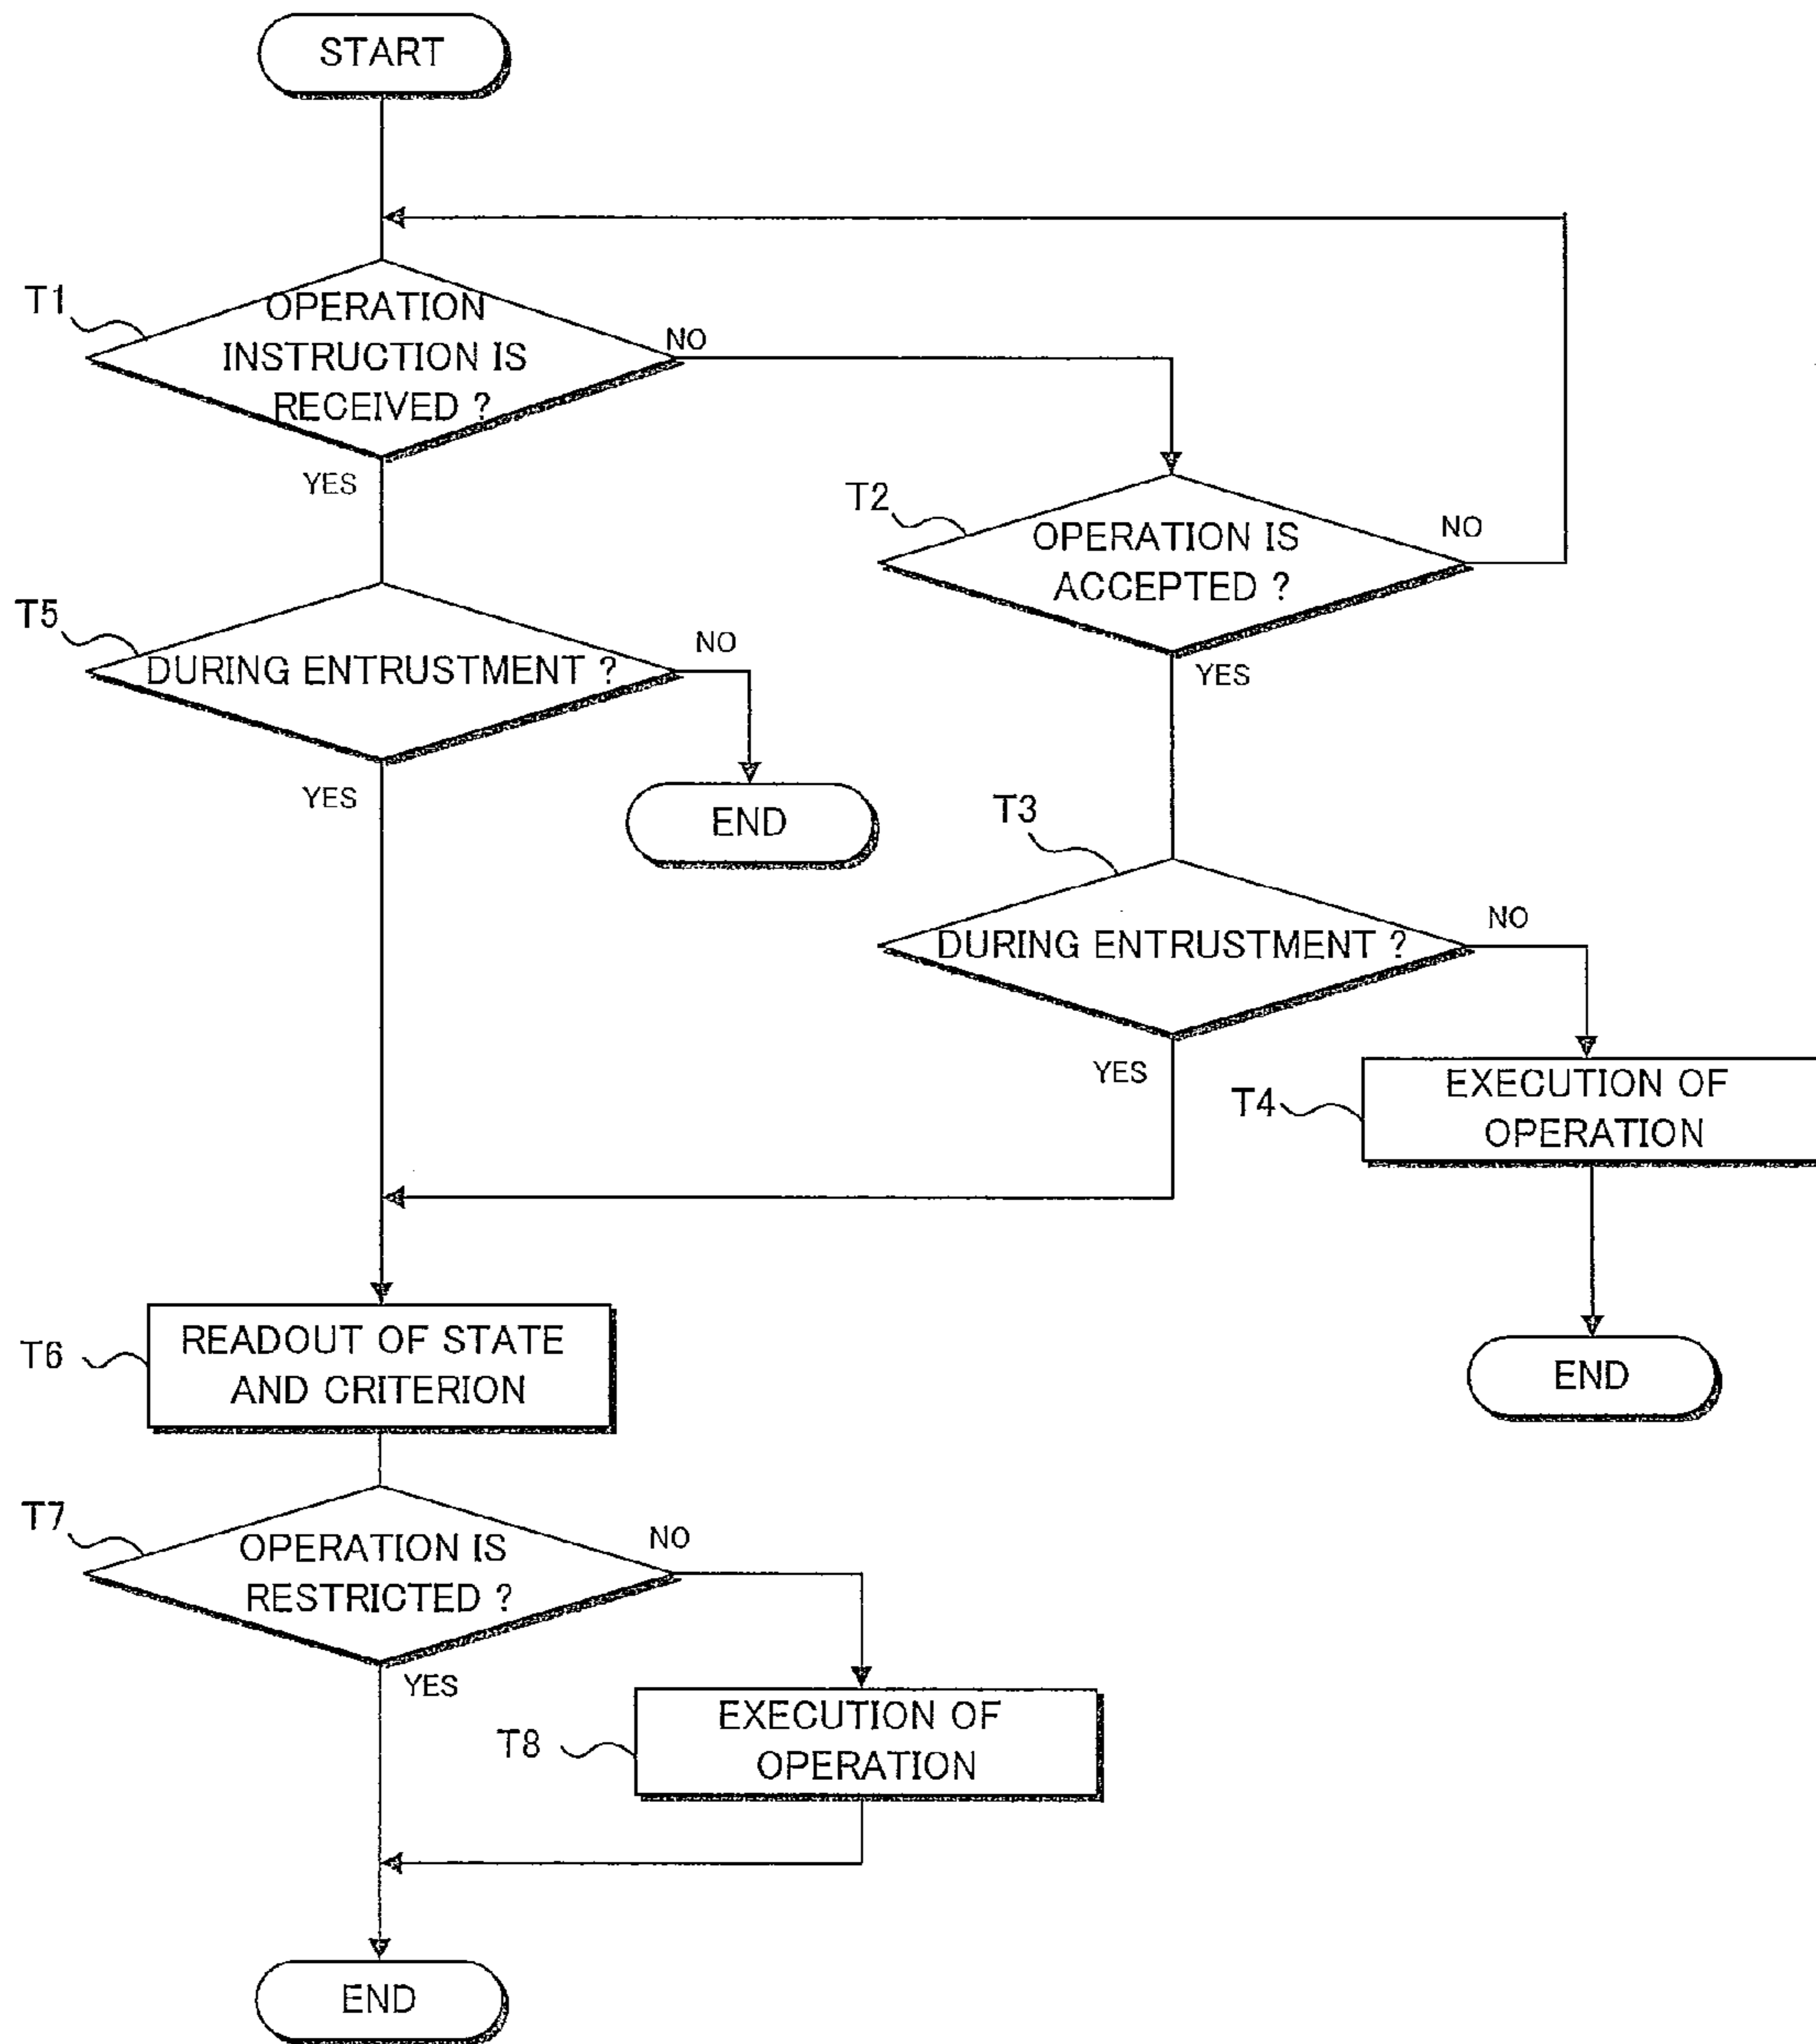 START
T1
OPERATION
INSTRUCTION IS
RECEIVED ?
NO
YES
T2
OPERATION IS
ACCEPTED ?
NO
YES
T5
DURING ENTRUSTMENT ?
NO
YES
END
T3
DURING ENTRUSTMENT ?
NO
YES
T4
EXECUTION OF
OPERATION
END
T6
READOUT OF STATE
AND CRITERION
T7
OPERATION IS
RESTRICTED ?
NO
YES
T8
EXECUTION OF
OPERATION
END